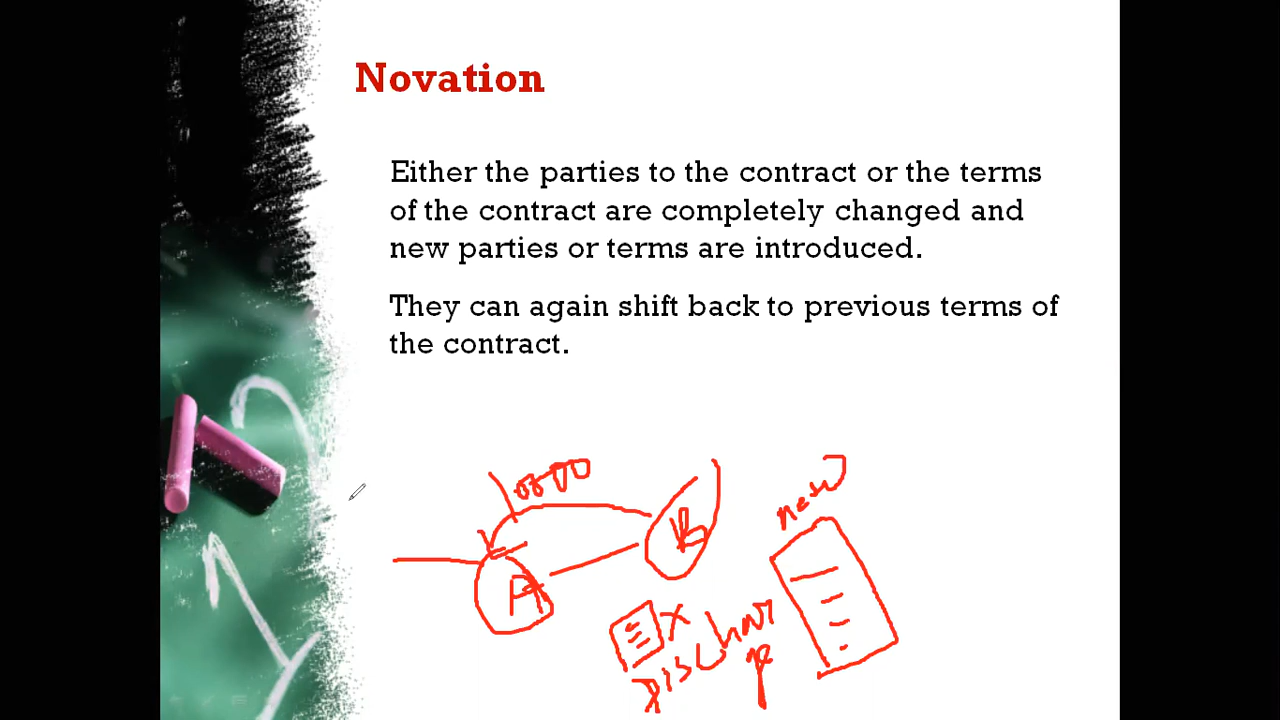 Novation
Either the parties to the contract or the terms
of the contract are completely changed and
new parties or terms are introduced.
They can again shift back to previous terms of
the contract.
new
B
A
X